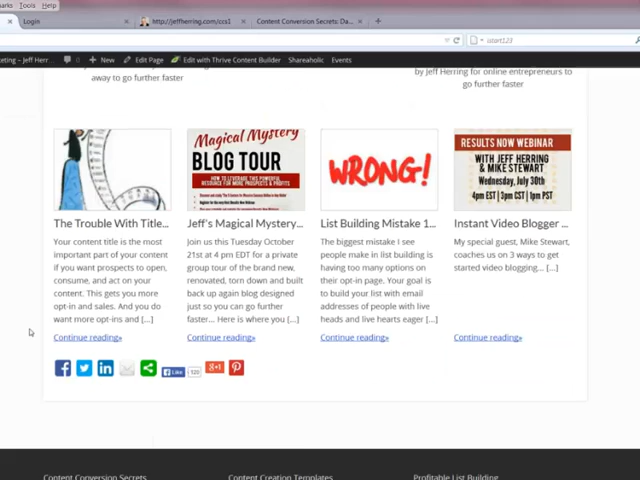 Tools Help
Login
http://jeffherring.com/ccs1
Content Conversion Secrets: Da...
start123
New
Edit Page
Edit with Thrive Content Builder
Shareaholic
Events
away to go further faster
by Jeff Herring for online entrepreneurs to
go further faster
Magical Mystery
BLOG TOUR
WRONG!
RESULTS NOW WEBINAR
WITH JEFF HERRING
& MIKE STEWART
Wednesday, July 30th
4pm EST | 3pm CST | 1pm PST
The Trouble With Title...
Your content title is the most
important part of your content
if you want prospects to open,
consume, and act on your
content. This gets you more
opt-in and sales. And you do
want more opt-ins and [...]
Continue reading»
Jeff's Magical Mystery...
Join us this Tuesday October
21st at 4 pm EDT for a private
group tour of the brand new,
renovated, torn down and built
back up again blog designed
just so you can go further
faster... Here is where you [...]
Continue reading»
List Building Mistake 1...
The biggest mistake I see
people make in list building is
having too many options on
their opt-in page. Your goal is
to build your list with email
addresses of people with live
heads and live hearts eager [...]
Continue reading»
Instant Video Blogger ...
My special guest, Mike Stewart,
coaches us on 3 ways to get
started video blogging... [...]
Continue reading»
Like
120
Content Conversion Secrets
Content Creation Templates
Profitable List Building